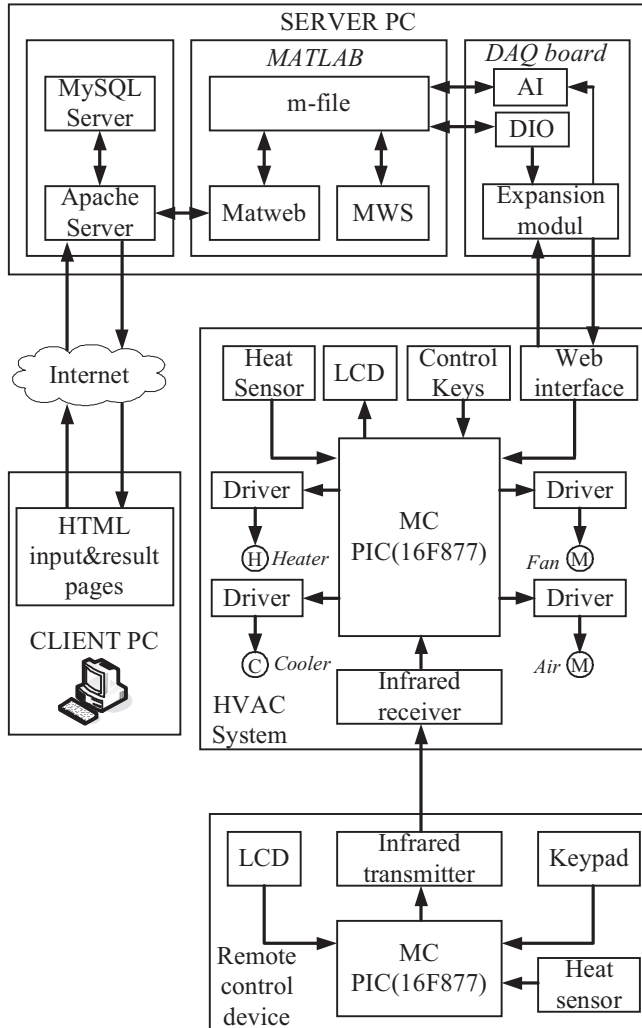 SERVER PC
MySQL
Server
Apache
Server
MATLAB
m-file
Matweb
MWS
DAQ board
AI
DIO
Expansion
modul
Internet
HTML
input&result
pages
CLIENT PC
Heat
Sensor
LCD
Control
Keys
Web
interface
MC
PIC(16F877)
Driver
H Heater
Driver
C Cooler
Driver
Fan M
Driver
Air M
Infrared
receiver
HVAC
System
LCD
Infrared
transmitter
Keypad
MC
PIC(16F877)
Heat
sensor
Remote
control
device